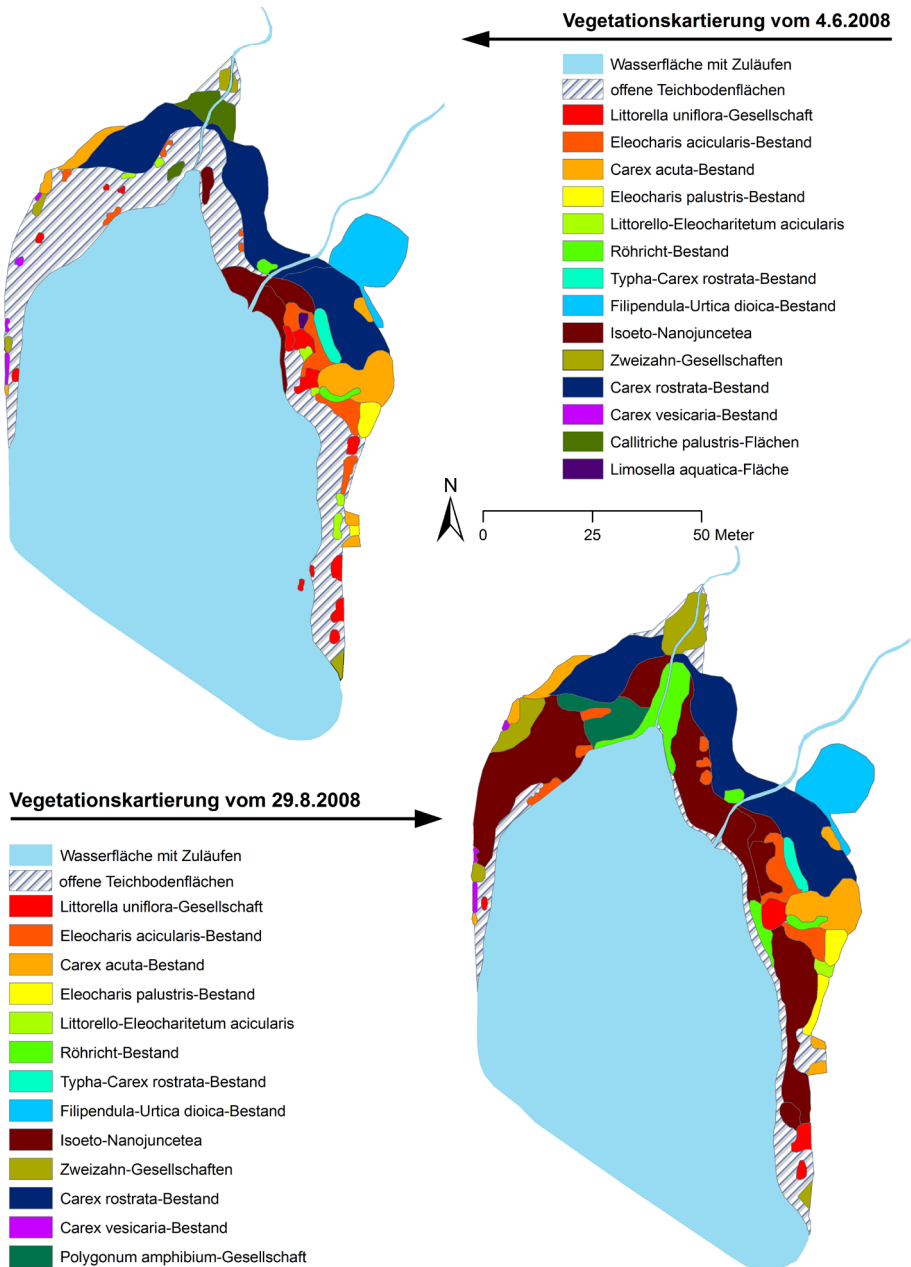 Vegetationskartierung vom 4.6.2008
Wasserfläche mit Zuläufen
offene Teichbodenflächen
Littorella uniflora-Gesellschaft
Eleocharis acicularis-Bestand
Carex acuta-Bestand
Eleocharis palustris-Bestand
Littorello-Eleocharitetum acicularis
Röhricht-Bestand
Typha-Carex rostrata-Bestand
Filipendula-Urtica dioica-Bestand
Isoeto-Nanojuncetea
Zweizahn-Gesellschaften
Carex rostrata-Bestand
Carex vesicaria-Bestand
Callitriche palustris-Flächen
Limosella aquatica-Fläche
N
0 25 50 Meter
Vegetationskartierung vom 29.8.2008
Wasserfläche mit Zuläufen
offene Teichbodenflächen
Littorella uniflora-Gesellschaft
Eleocharis acicularis-Bestand
Carex acuta-Bestand
Eleocharis palustris-Bestand
Littorello-Eleocharitetum acicularis
Röhricht-Bestand
Typha-Carex rostrata-Bestand
Filipendula-Urtica dioica-Bestand
Isoeto-Nanojuncetea
Zweizahn-Gesellschaften
Carex rostrata-Bestand
Carex vesicaria-Bestand
Polygonum amphibium-Gesellschaft